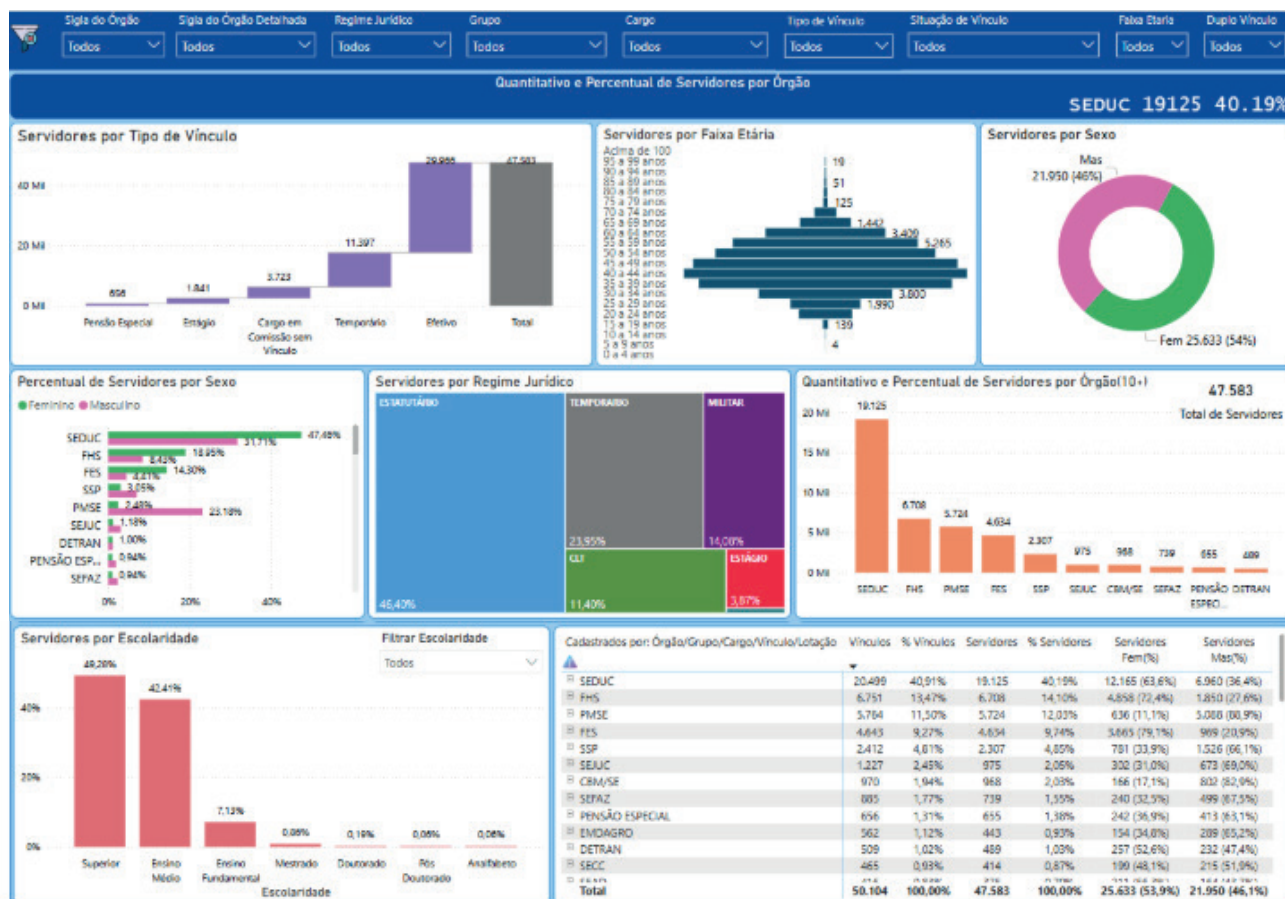 Sigla do Órgão Sigla do Órgão Detalhada Regime Jurídico Grupo Cargo Tipo de Vínculo Situação de Vínculo Faixa Etaria Duplo Vínculo
Todos Todos Todos Todos Todos Todos Todos Todos Todos
Quantitativo e Percentual de Servidores por Órgão
SEDUC 19125 40.19%
Servidores por Tipo de Vínculo
40 Mil
20 Mil
0 Mil
696 1.841 3.723 11.397 29.966 47.583
Pensão Especial Estágio Cargo em Comissão sem Vínculo Temporário Efetivo Total
Servidores por Faixa Etária
Acima de 100
95 a 99 anos
90 a 94 anos
85 a 89 anos
80 a 84 anos
75 a 79 anos
70 a 74 anos
65 a 69 anos
60 a 64 anos
55 a 59 anos
50 a 54 anos
45 a 49 anos
40 a 44 anos
35 a 39 anos
30 a 34 anos
25 a 29 anos
20 a 24 anos
15 a 19 anos
10 a 14 anos
5 a 9 anos
0 a 4 anos
19
51
125
1.442
3.409
5.265
3.800
1.990
139
4
Servidores por Sexo
Mas
21.950 (46%)
Fem 25.633 (54%)
Percentual de Servidores por Sexo
Feminino Masculino
SEDUC 47,46% 31,71%
FHS 18,95% 8,43%
FES 14,30% 4,41%
SSP 3,05%
PMSE 2,48% 23,18%
SEJUC 1,18%
DETRAN 1,00%
PENSÃO ESP... 0,94%
SEFAZ 0,94%
0% 20% 40%
Servidores por Regime Jurídico
ESTATUTÁRIO
46,40%
TEMPORARIO
23,95%
MILITAR
14,06%
CLT
11,40%
ESTÁGIO
3,87%
Quantitativo e Percentual de Servidores por Órgão(10+)
47.583
Total de Servidores
20 Mil
15 Mil
10 Mil
5 Mil
0 Mil
19.125 6.708 5.724 4.634 2.307 975 968 739 655 489
SEDUC FHS PMSE FES SSP SEJUC CBM/SE SEFAZ PENSÃO ESPECI... DETRAN
Servidores por Escolaridade
Filtrar Escolaridade
Todos
40%
20%
0%
49,28% 42,41% 7,13% 0,19% 0,06% 0,06%
Superior Ensino Médio Ensino Fundamental Mestrado Doutorado Pós Doutorado Analfabeto
Escolaridade
Cadastrados por: Órgão/Grupo/Cargo/Vínculo/Lotação Vínculos % Vínculos Servidores % Servidores Servidores Fem(%) Servidores Mas(%)
SEDUC 20.499 40,91% 19.125 40,19% 12.165 (63,6%) 6.960 (36,4%)
FHS 6.751 13,47% 6.708 14,10% 4.858 (72,4%) 1.850 (27,6%)
PMSE 5.764 11,50% 5.724 12,03% 636 (11,1%) 5.088 (88,9%)
FES 4.643 9,27% 4.634 9,74% 3.665 (79,1%) 969 (20,9%)
SSP 2.412 4,81% 2.307 4,85% 781 (33,9%) 1.526 (66,1%)
SEJUC 1.227 2,45% 975 2,05% 302 (31,0%) 673 (69,0%)
CBM/SE 970 1,94% 968 2,03% 166 (17,1%) 802 (82,9%)
SEFAZ 885 1,77% 739 1,55% 240 (32,5%) 499 (67,5%)
PENSÃO ESPECIAL 656 1,31% 655 1,38% 242 (36,9%) 413 (63,1%)
EMDAGRO 562 1,12% 443 0,93% 154 (34,8%) 289 (65,2%)
DETRAN 509 1,02% 489 1,03% 257 (52,6%) 232 (47,4%)
SECC 465 0,93% 414 0,87% 199 (48,1%) 215 (51,9%)
Total 50.104 100,00% 47.583 100,00% 25.633 (53,9%) 21.950 (46,1%)